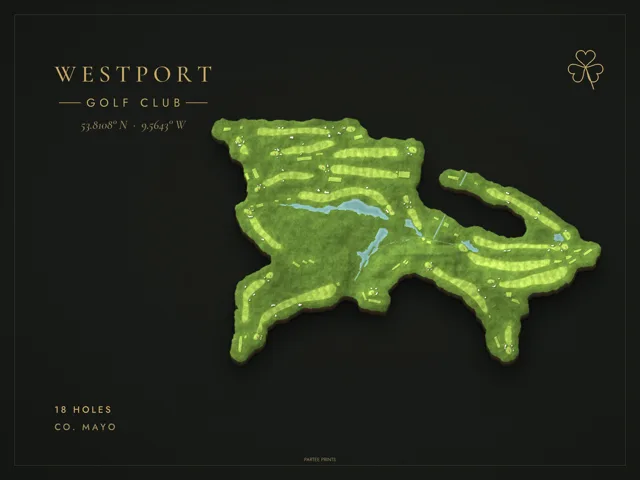 WESTPORT
GOLF CLUB
53.8108° N · 9.5643° W
18 HOLES
CO. MAYO
PARTEE PRINTS